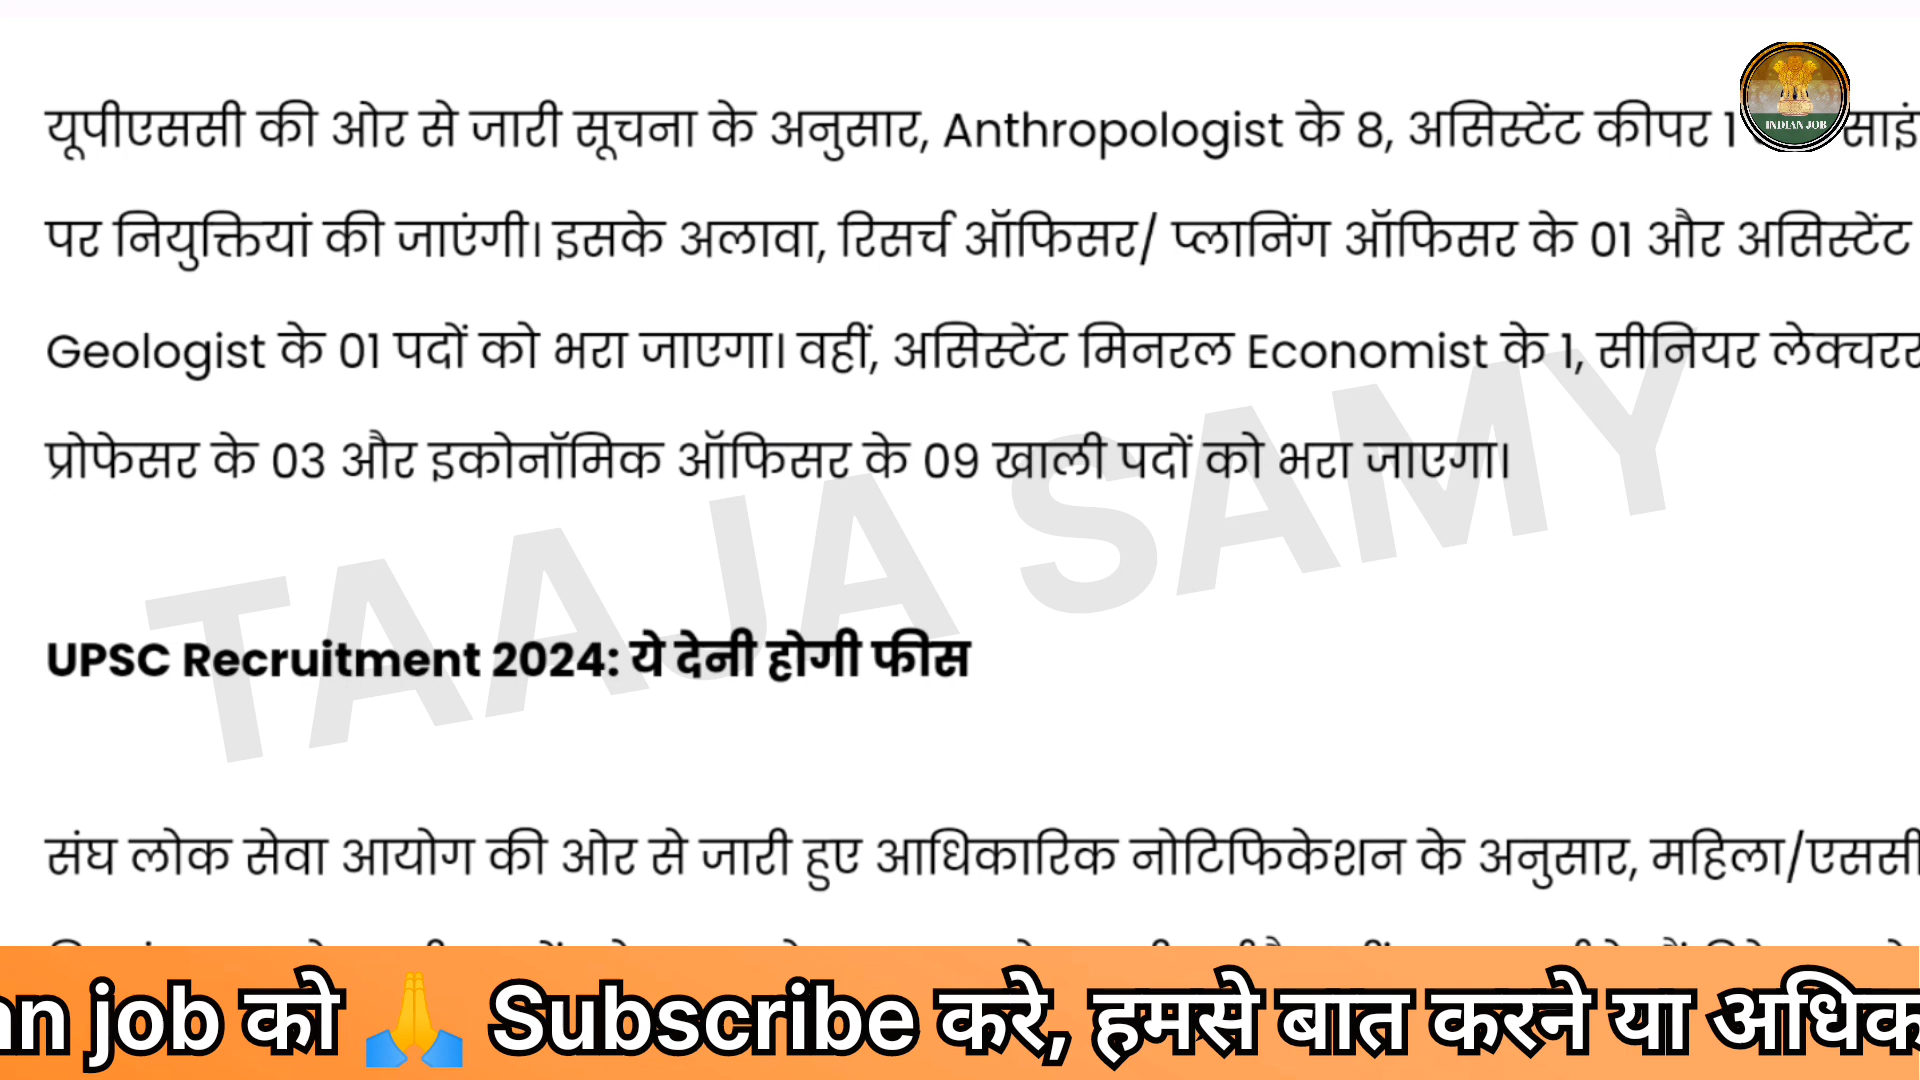 INDIAN JOB
यूपीएससी की ओर से जारी सूचना के अनुसार, Anthropologist के 8, असिस्टेंट कीपर 1 साइं
पर नियुक्तियां की जाएंगी। इसके अलावा, रिसर्च ऑफिसर/ प्लानिंग ऑफिसर के 01 और असिस्टेंट
Geologist के 01 पदों को भरा जाएगा। वहीं, असिस्टेंट मिनरल Economist के 1, सीनियर लेक्चरर
प्रोफेसर के 03 और इकोनॉमिक ऑफिसर के 09 खाली पदों को भरा जाएगा।
TAAJA SAMY
UPSC Recruitment 2024: ये देनी होगी फीस
संघ लोक सेवा आयोग की ओर से जारी हुए आधिकारिक नोटिफिकेशन के अनुसार, महिला/एससी
an job को 🙏 Subscribe करे, हमसे बात करने या अधिक